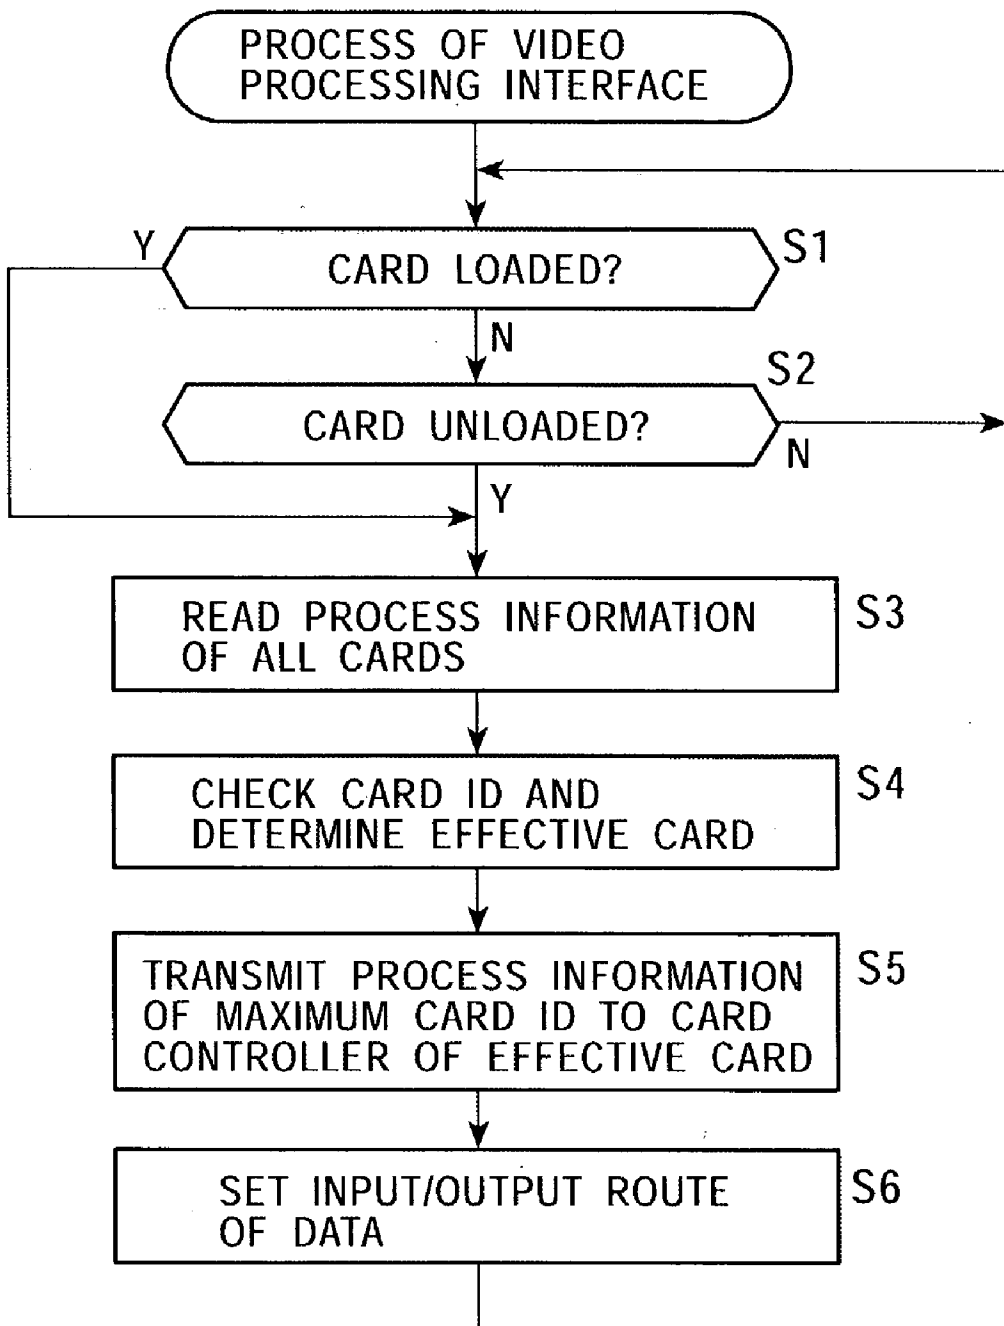 PROCESS OF VIDEO
PROCESSING INTERFACE
Y
CARD LOADED?
S1
N
S2
CARD UNLOADED?
N
Y
READ PROCESS INFORMATION
OF ALL CARDS
S3
CHECK CARD ID AND
DETERMINE EFFECTIVE CARD
S4
TRANSMIT PROCESS INFORMATION
OF MAXIMUM CARD ID TO CARD
CONTROLLER OF EFFECTIVE CARD
S5
SET INPUT/OUTPUT ROUTE
OF DATA
S6